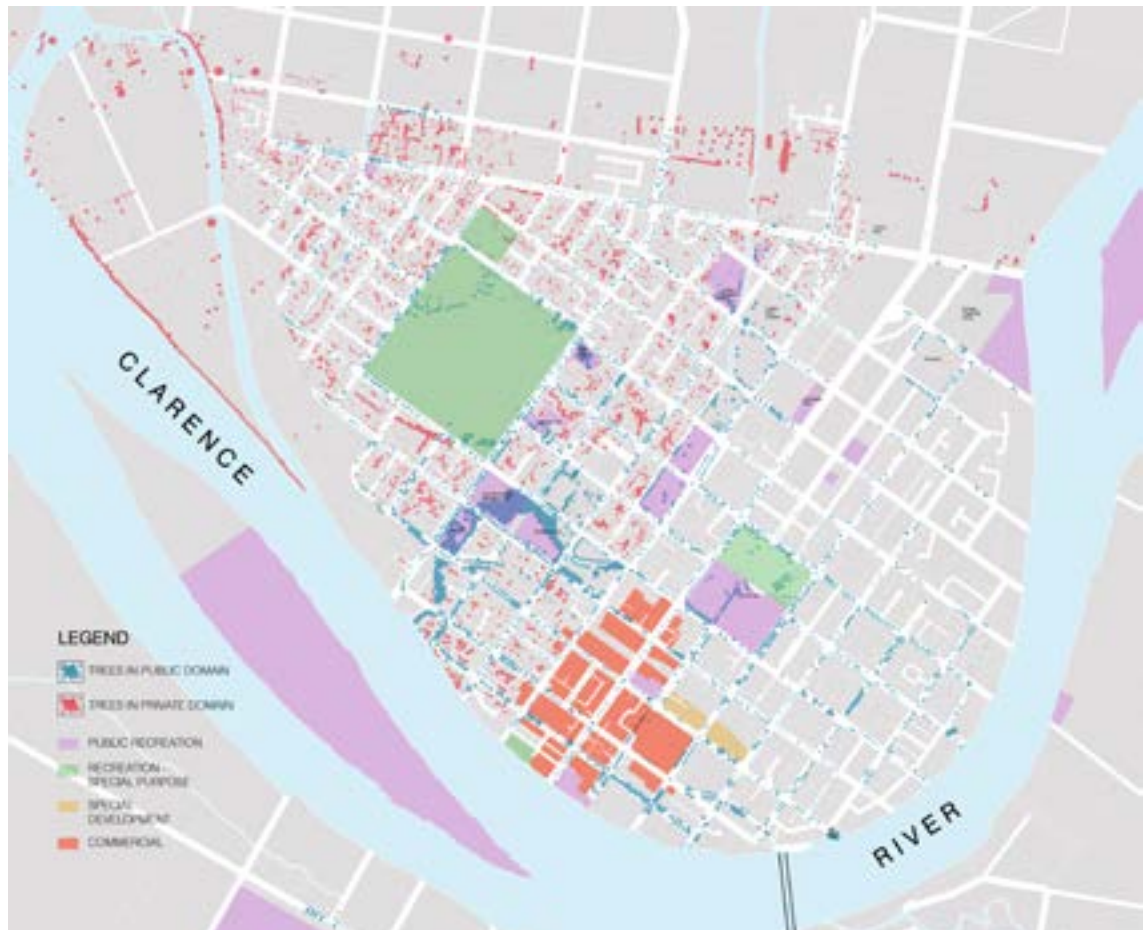 CLARENCE
RIVER
LEGEND
TREES IN PUBLIC DOMAIN
TREES IN PRIVATE DOMAIN
PUBLIC RECREATION
RECREATION -
SPECIAL PURPOSE
SPECIAL
DEVELOPMENT
COMMERCIAL